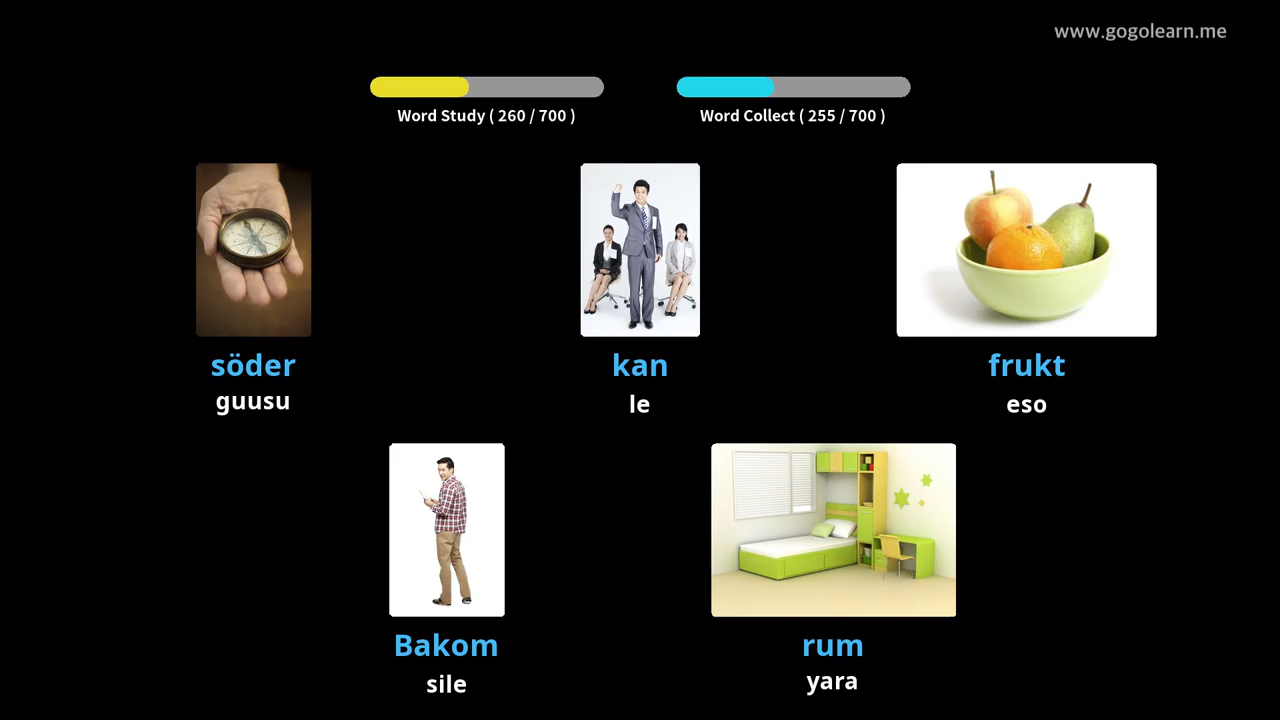 www.gogolearn.me
Word Study ( 260 / 700 )
Word Collect ( 255 / 700 )
söder
guusu
kan
le
frukt
eso
Bakom
sile
rum
yara